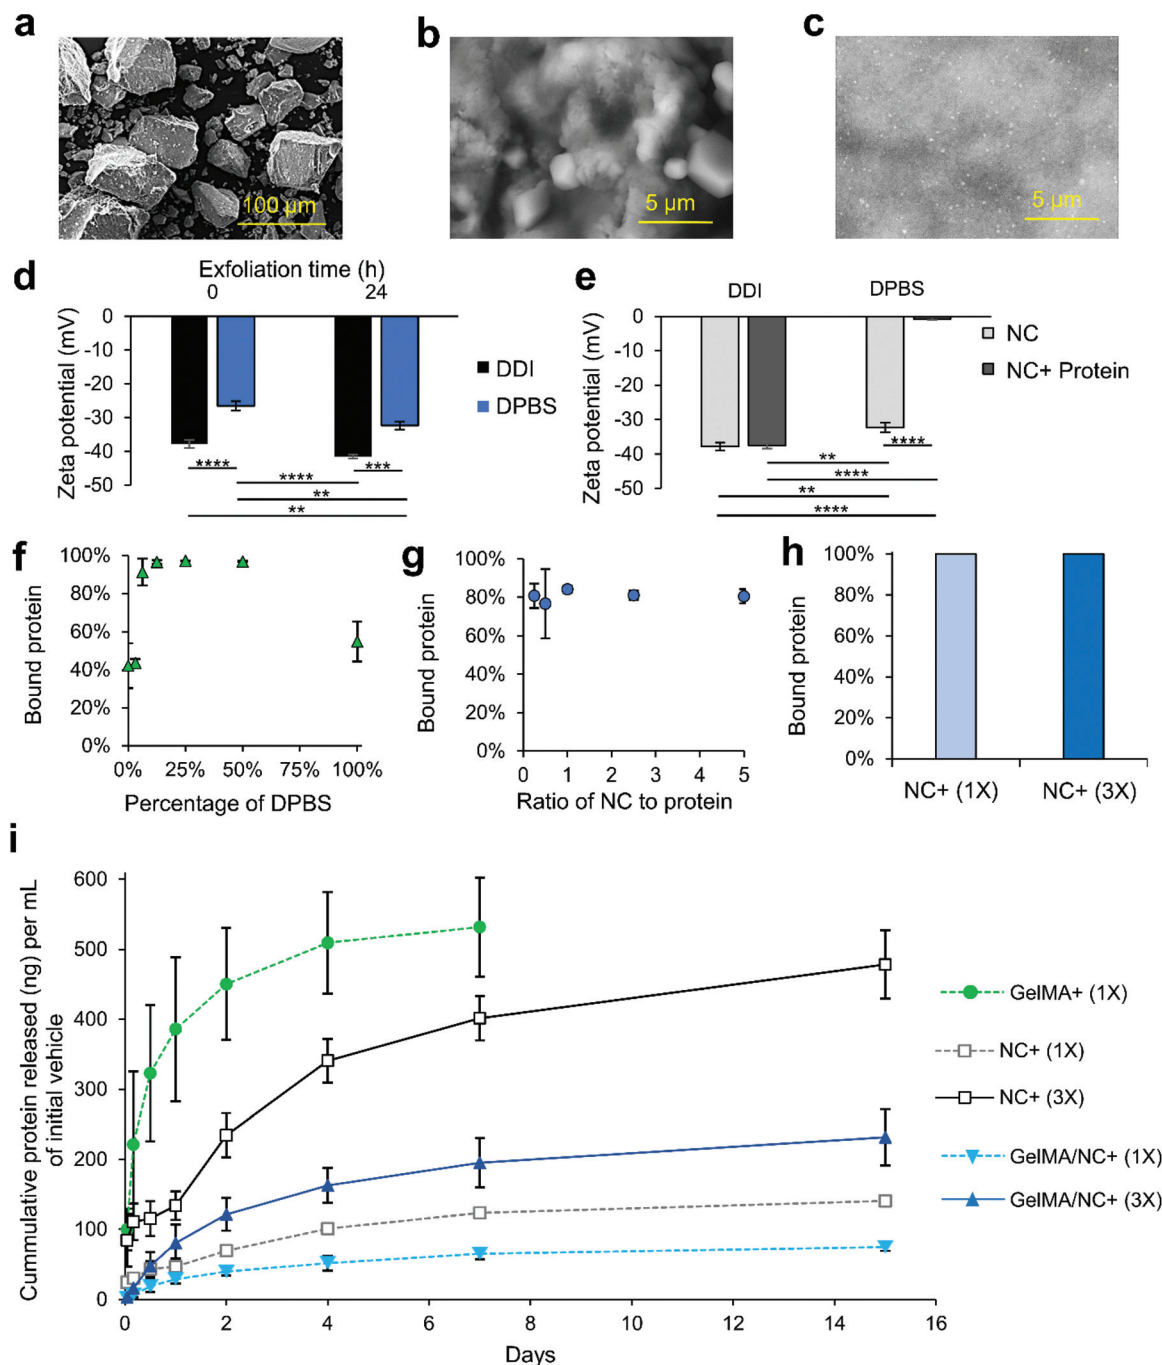 a
b
c
100 µm
5 µm
5 µm
d
Exfoliation time (h)
0
24
Zeta potential (mV)
0
-10
-20
-30
-40
-50
****
****
***
**
**
DDI
DPBS
e
DDI
DPBS
Zeta potential (mV)
0
-10
-20
-30
-40
-50
****
**
****
**
****
NC
NC+ Protein
f
Bound protein
100%
80%
60%
40%
20%
0%
0%
25%
50%
75%
100%
Percentage of DPBS
g
Bound protein
100%
80%
60%
40%
20%
0%
0
1
2
3
4
5
Ratio of NC to protein
h
Bound protein
100%
80%
60%
40%
20%
0%
NC+ (1X)
NC+ (3X)
i
Cummulative protein released (ng) per mL
of initial vehicle
600
500
400
300
200
100
0
0
2
4
6
8
10
12
14
16
Days
GelMA+ (1X)
NC+ (1X)
NC+ (3X)
GelMA/NC+ (1X)
GelMA/NC+ (3X)